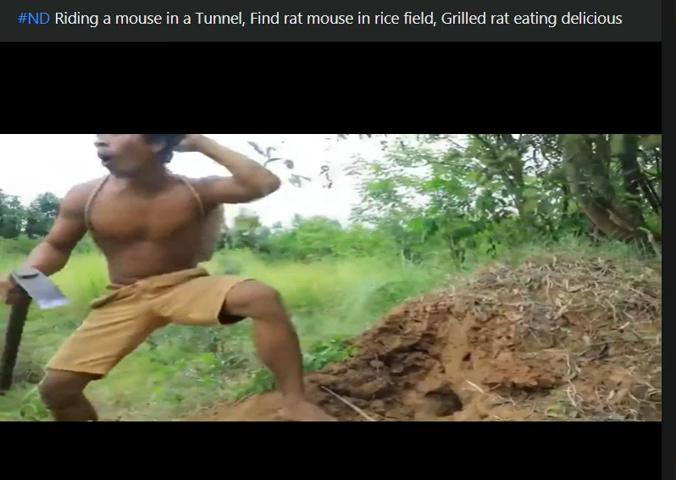 #ND Riding a mouse in a Tunnel, Find rat mouse in rice field, Grilled rat eating delicious